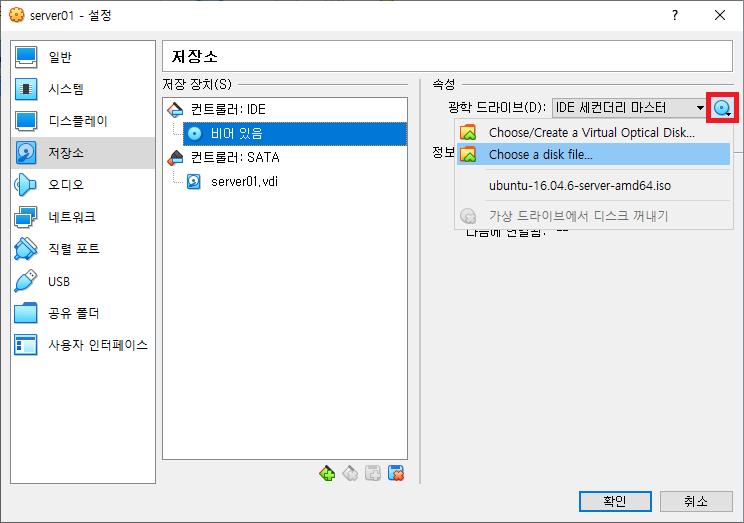 server01 - 설정
일반
시스템
디스플레이
저장소
오디오
네트워크
직렬 포트
USB
공유 폴더
사용자 인터페이스
저장소
저장 장치(S)
컨트롤러: IDE
비어 있음
컨트롤러: SATA
server01.vdi
속성
광학 드라이브(D): IDE 세컨더리 마스터
Choose/Create a Virtual Optical Disk...
정보
Choose a disk file...
ubuntu-16.04.6-server-amd64.iso
가상 드라이브에서 디스크 꺼내기
다음에 연결됨: --
확인
취소